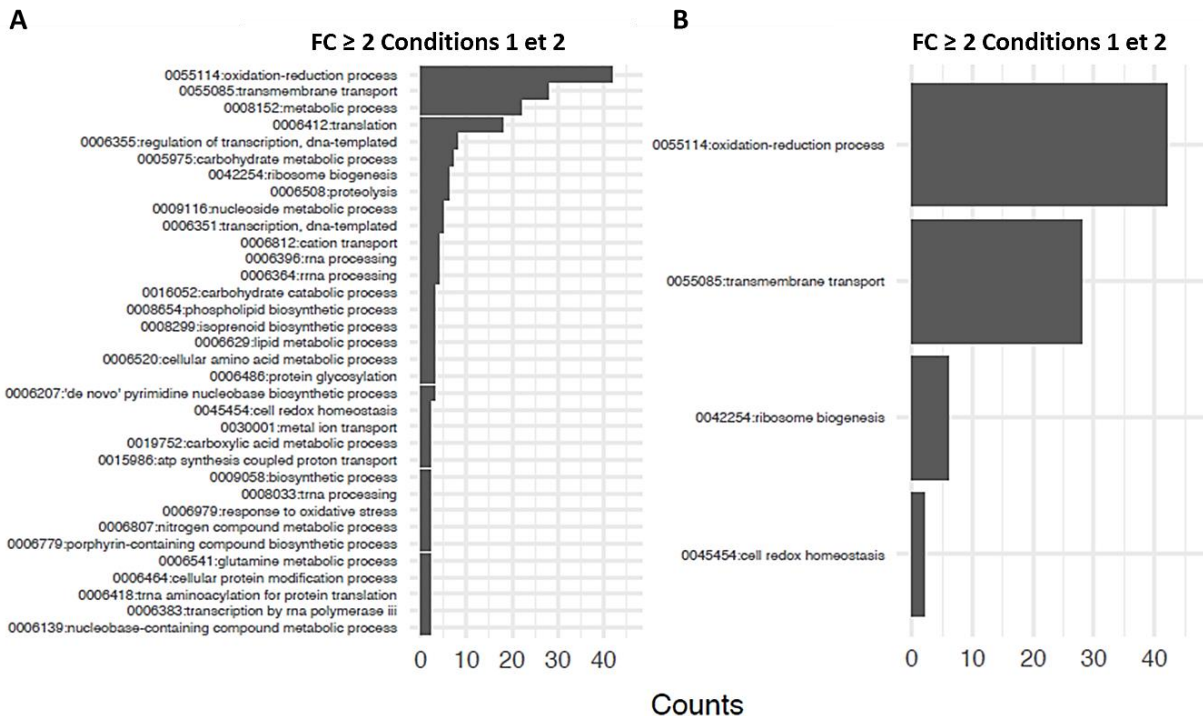 A
FC ≥ 2 Conditions 1 et 2
0055114:oxidation-reduction process
0055085:transmembrane transport
0008152:metabolic process
0006412:translation
0006355:regulation of transcription, dna-templated
0005975:carbohydrate metabolic process
0042254:ribosome biogenesis
0006508:proteolysis
0009116:nucleoside metabolic process
0006351:transcription, dna-templated
0006812:cation transport
0006396:rna processing
0006364:rrna processing
0016052:carbohydrate catabolic process
0008654:phospholipid biosynthetic process
0008299:isoprenoid biosynthetic process
0006629:lipid metabolic process
0006520:cellular amino acid metabolic process
0006486:protein glycosylation
0006207:'de novo' pyrimidine nucleobase biosynthetic process
0045454:cell redox homeostasis
0030001:metal ion transport
0019752:carboxylic acid metabolic process
0015986:atp synthesis coupled proton transport
0009058:biosynthetic process
0008033:trna processing
0006979:response to oxidative stress
0006807:nitrogen compound metabolic process
0006779:porphyrin-containing compound biosynthetic process
0006541:glutamine metabolic process
0006464:cellular protein modification process
0006418:trna aminoacylation for protein translation
0006383:transcription by rna polymerase iii
0006139:nucleobase-containing compound metabolic process
0 10 20 30 40
B
FC ≥ 2 Conditions 1 et 2
0055114:oxidation-reduction process
0055085:transmembrane transport
0042254:ribosome biogenesis
0045454:cell redox homeostasis
0 10 20 30 40
Counts